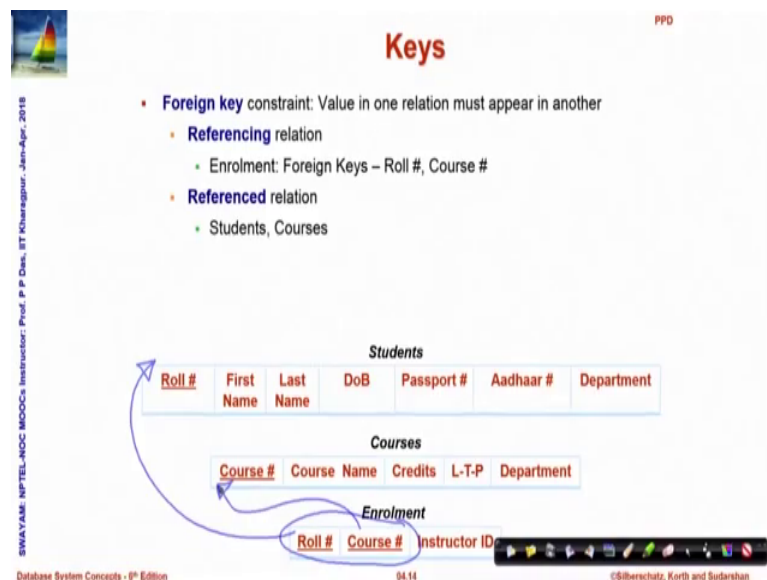 PPD
Keys
SWAYAM: NPTEL-NOC MOOCs Instructor: Prof. P P Das, IIT Kharagpur. Jan-Apr, 2018
Foreign key constraint: Value in one relation must appear in another
Referencing relation
Enrolment: Foreign Keys – Roll #, Course #
Referenced relation
Students, Courses
Students
Roll # First Name Last Name DoB Passport # Aadhaar # Department
Courses
Course # Course Name Credits L-T-P Department
Enrolment
Roll # Course # Instructor ID
Database System Concepts - 6th Edition 04.14 ©Silberschatz, Korth and Sudarshan